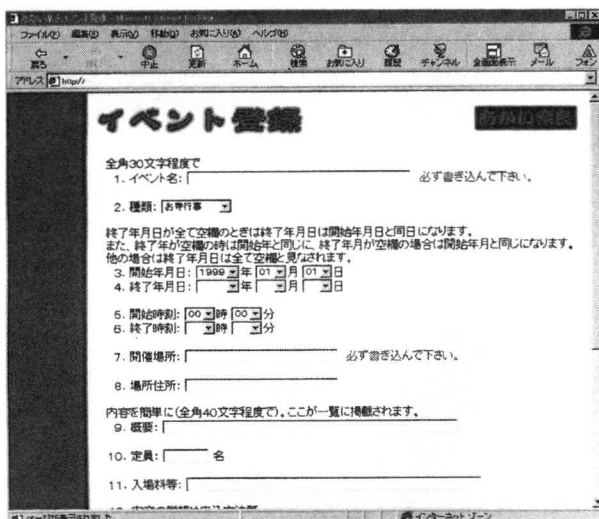 ファイル(F) 編集(E) 表示(V) 移動(G) お気に入り(A) ヘルプ(H)
戻る 中止 更新 ホーム 検索 お気に入り 履歴 チャンネル 全画面表示 メール フォン
アドレス http://
イベント登録
全角30文字程度で
1. イベント名: 必ず書き込んで下さい。
2. 種類: お寺行事
終了年月日が全て空欄のときは終了年月日は開始年月日と同日になります。
また、終了年が空欄の時は開始年と同じに、終了月が空欄の場合は開始年月と同じになります。
他の場合は終了年月日は全て空欄と見なされます。
3. 開始年月日: 1999 年 01 月 01 日
4. 終了年月日: 年 月 日
5. 開始時刻: 00 時 00 分
6. 終了時刻: 時 分
7. 開催場所: 必ず書き込んで下さい。
8. 場所住所:
内容を簡単に(全角40文字程度で)。ここが一覧に掲載されます。
9. 概要:
10. 定員: 名
11. 入場料等:
インターネット ゾーン